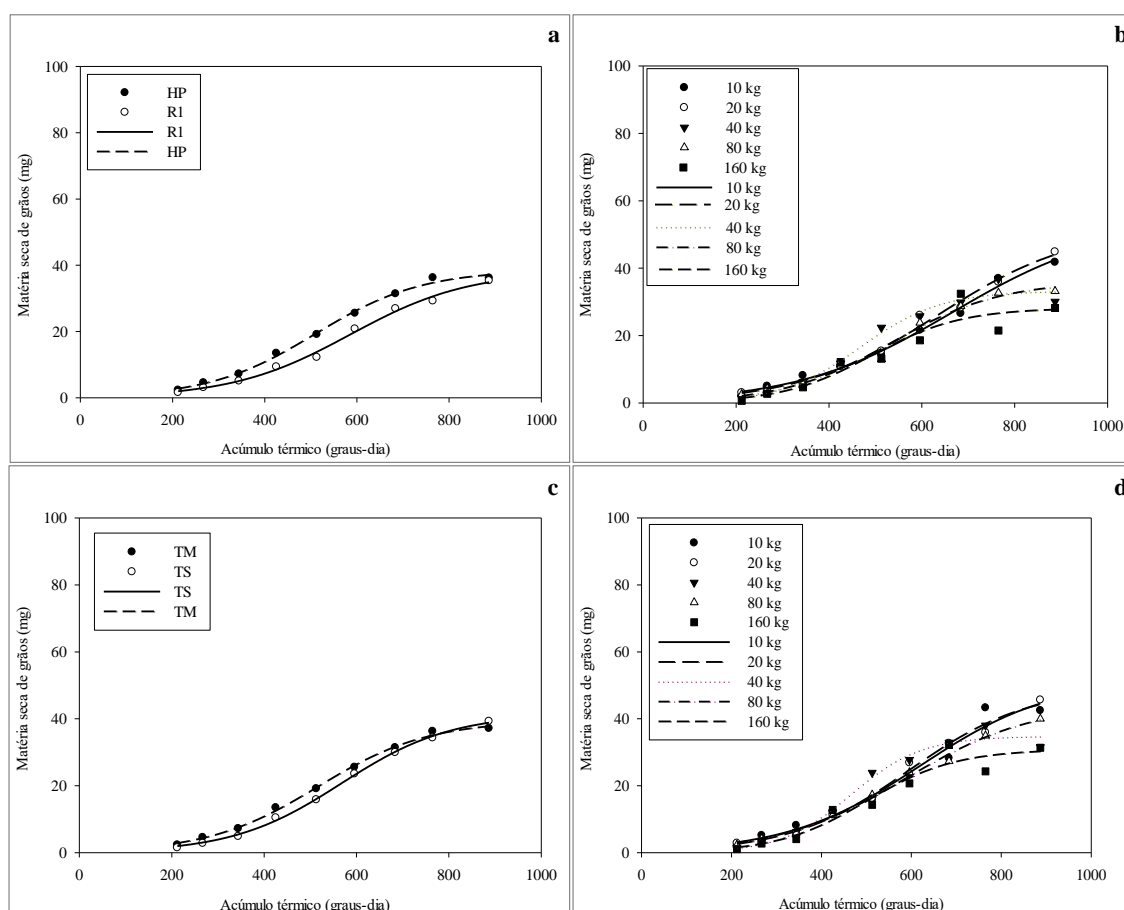 a
100
80
60
40
20
0
Matéria seca de grãos (mg)
HP
R1
R1
HP
0 200 400 600 800 1000
Acúmulo térmico (graus-dia)
b
100
80
60
40
20
0
Matéria seca de grãos (mg)
10 kg
20 kg
40 kg
80 kg
160 kg
10 kg
20 kg
40 kg
80 kg
160 kg
0 200 400 600 800 1000
Acúmulo térmico (graus-dia)
c
100
80
60
40
20
0
Matéria seca de grãos (mg)
TM
TS
TS
TM
0 200 400 600 800 1000
Acúmulo térmico (graus-dia)
d
100
80
60
40
20
0
Matéria seca de grãos (mg)
10 kg
20 kg
40 kg
80 kg
160 kg
10 kg
20 kg
40 kg
80 kg
160 kg
0 200 400 600 800 1000
Acúmulo térmico (graus-dia)